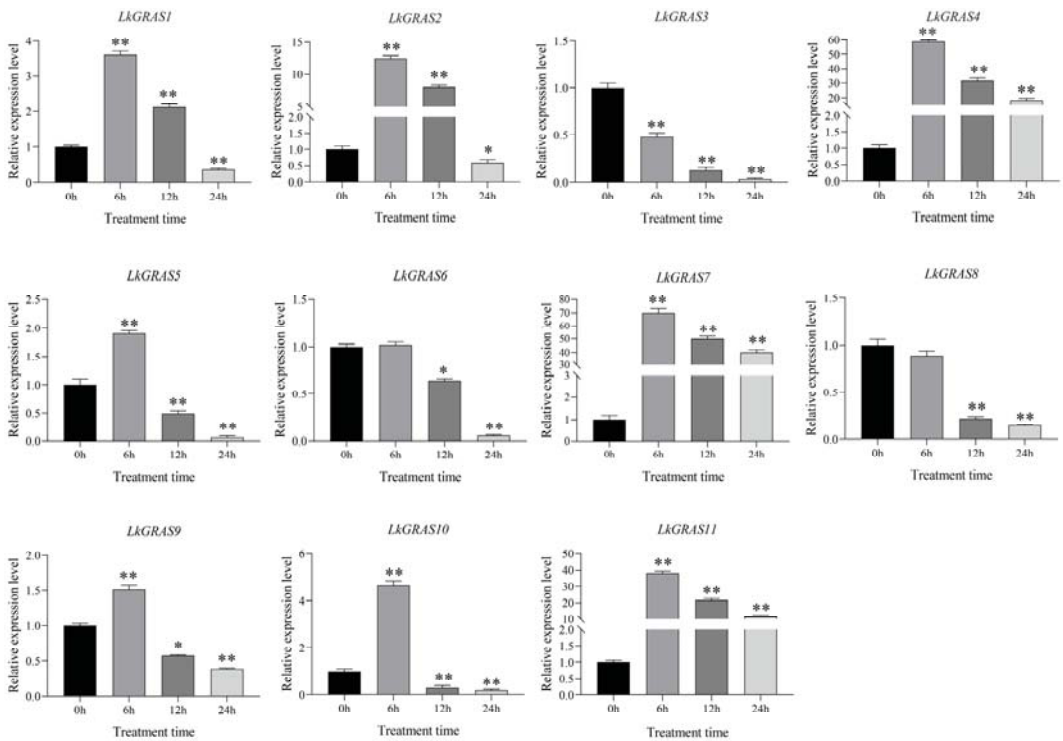 LkGRAS1
Relative expression level
4
3
2
1
0
**
**
**
0h
6h
12h
24h
Treatment time
LkGRAS2
Relative expression level
15
10
5
2.0
1.5
1.0
0.5
0.0
**
**
*
0h
6h
12h
24h
Treatment time
LkGRAS3
Relative expression level
1.5
1.0
0.5
0.0
**
**
**
0h
6h
12h
24h
Treatment time
LkGRAS4
Relative expression level
60
50
40
30
20
2.0
1.5
1.0
0.5
0.0
**
**
**
0h
6h
12h
24h
Treatment time
LkGRAS5
Relative expression level
2.5
2.0
1.5
1.0
0.5
0.0
**
**
**
0h
6h
12h
24h
Treatment time
LkGRAS6
Relative expression level
1.5
1.0
0.5
0.0
*
**
0h
6h
12h
24h
Treatment time
LkGRAS7
Relative expression level
80
70
60
50
40
30
3
2
1
0
**
**
**
0h
6h
12h
24h
Treatment time
LkGRAS8
Relative expression level
1.5
1.0
0.5
0.0
**
**
0h
6h
12h
24h
Treatment time
LkGRAS9
Relative expression level
2.0
1.5
1.0
0.5
0.0
**
*
**
0h
6h
12h
24h
Treatment time
LkGRAS10
Relative expression level
6
4
2
0
**
**
**
0h
6h
12h
24h
Treatment time
LkGRAS11
Relative expression level
50
40
30
20
10
2.0
1.5
1.0
0.5
0.0
**
**
**
0h
6h
12h
24h
Treatment time